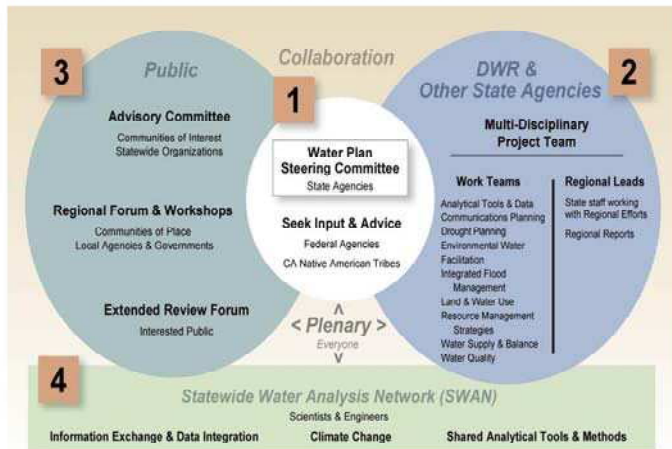 Collaboration
3
Public
Advisory Committee
Communities of Interest
Statewide Organizations
Regional Forum & Workshops
Communities of Place
Local Agencies & Governments
Extended Review Forum
Interested Public
1
Water Plan
Steering Committee
State Agencies
Seek Input & Advice
Federal Agencies
CA Native American Tribes
2
DWR &
Other State Agencies
Multi-Disciplinary
Project Team
Work Teams
Analytical Tools & Data
Communications Planning
Drought Planning
Environmental Water
Facilitation
Integrated Flood
Management
Land & Water Use
Resource Management
Strategies
Water Supply & Balance
Water Quality
Regional Leads
State staff working
with Regional Efforts
Regional Reports
< Plenary >
Everyone
4
Statewide Water Analysis Network (SWAN)
Scientists & Engineers
Information Exchange & Data Integration
Climate Change
Shared Analytical Tools & Methods